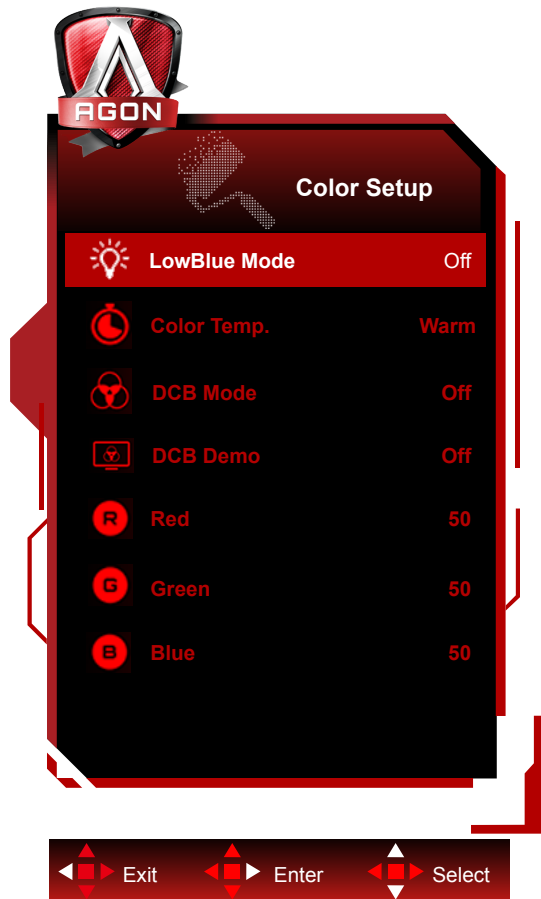 AGON
Color Setup
LowBlue Mode Off
Color Temp. Warm
DCB Mode Off
DCB Demo Off
R Red 50
G Green 50
B Blue 50
Exit Enter Select